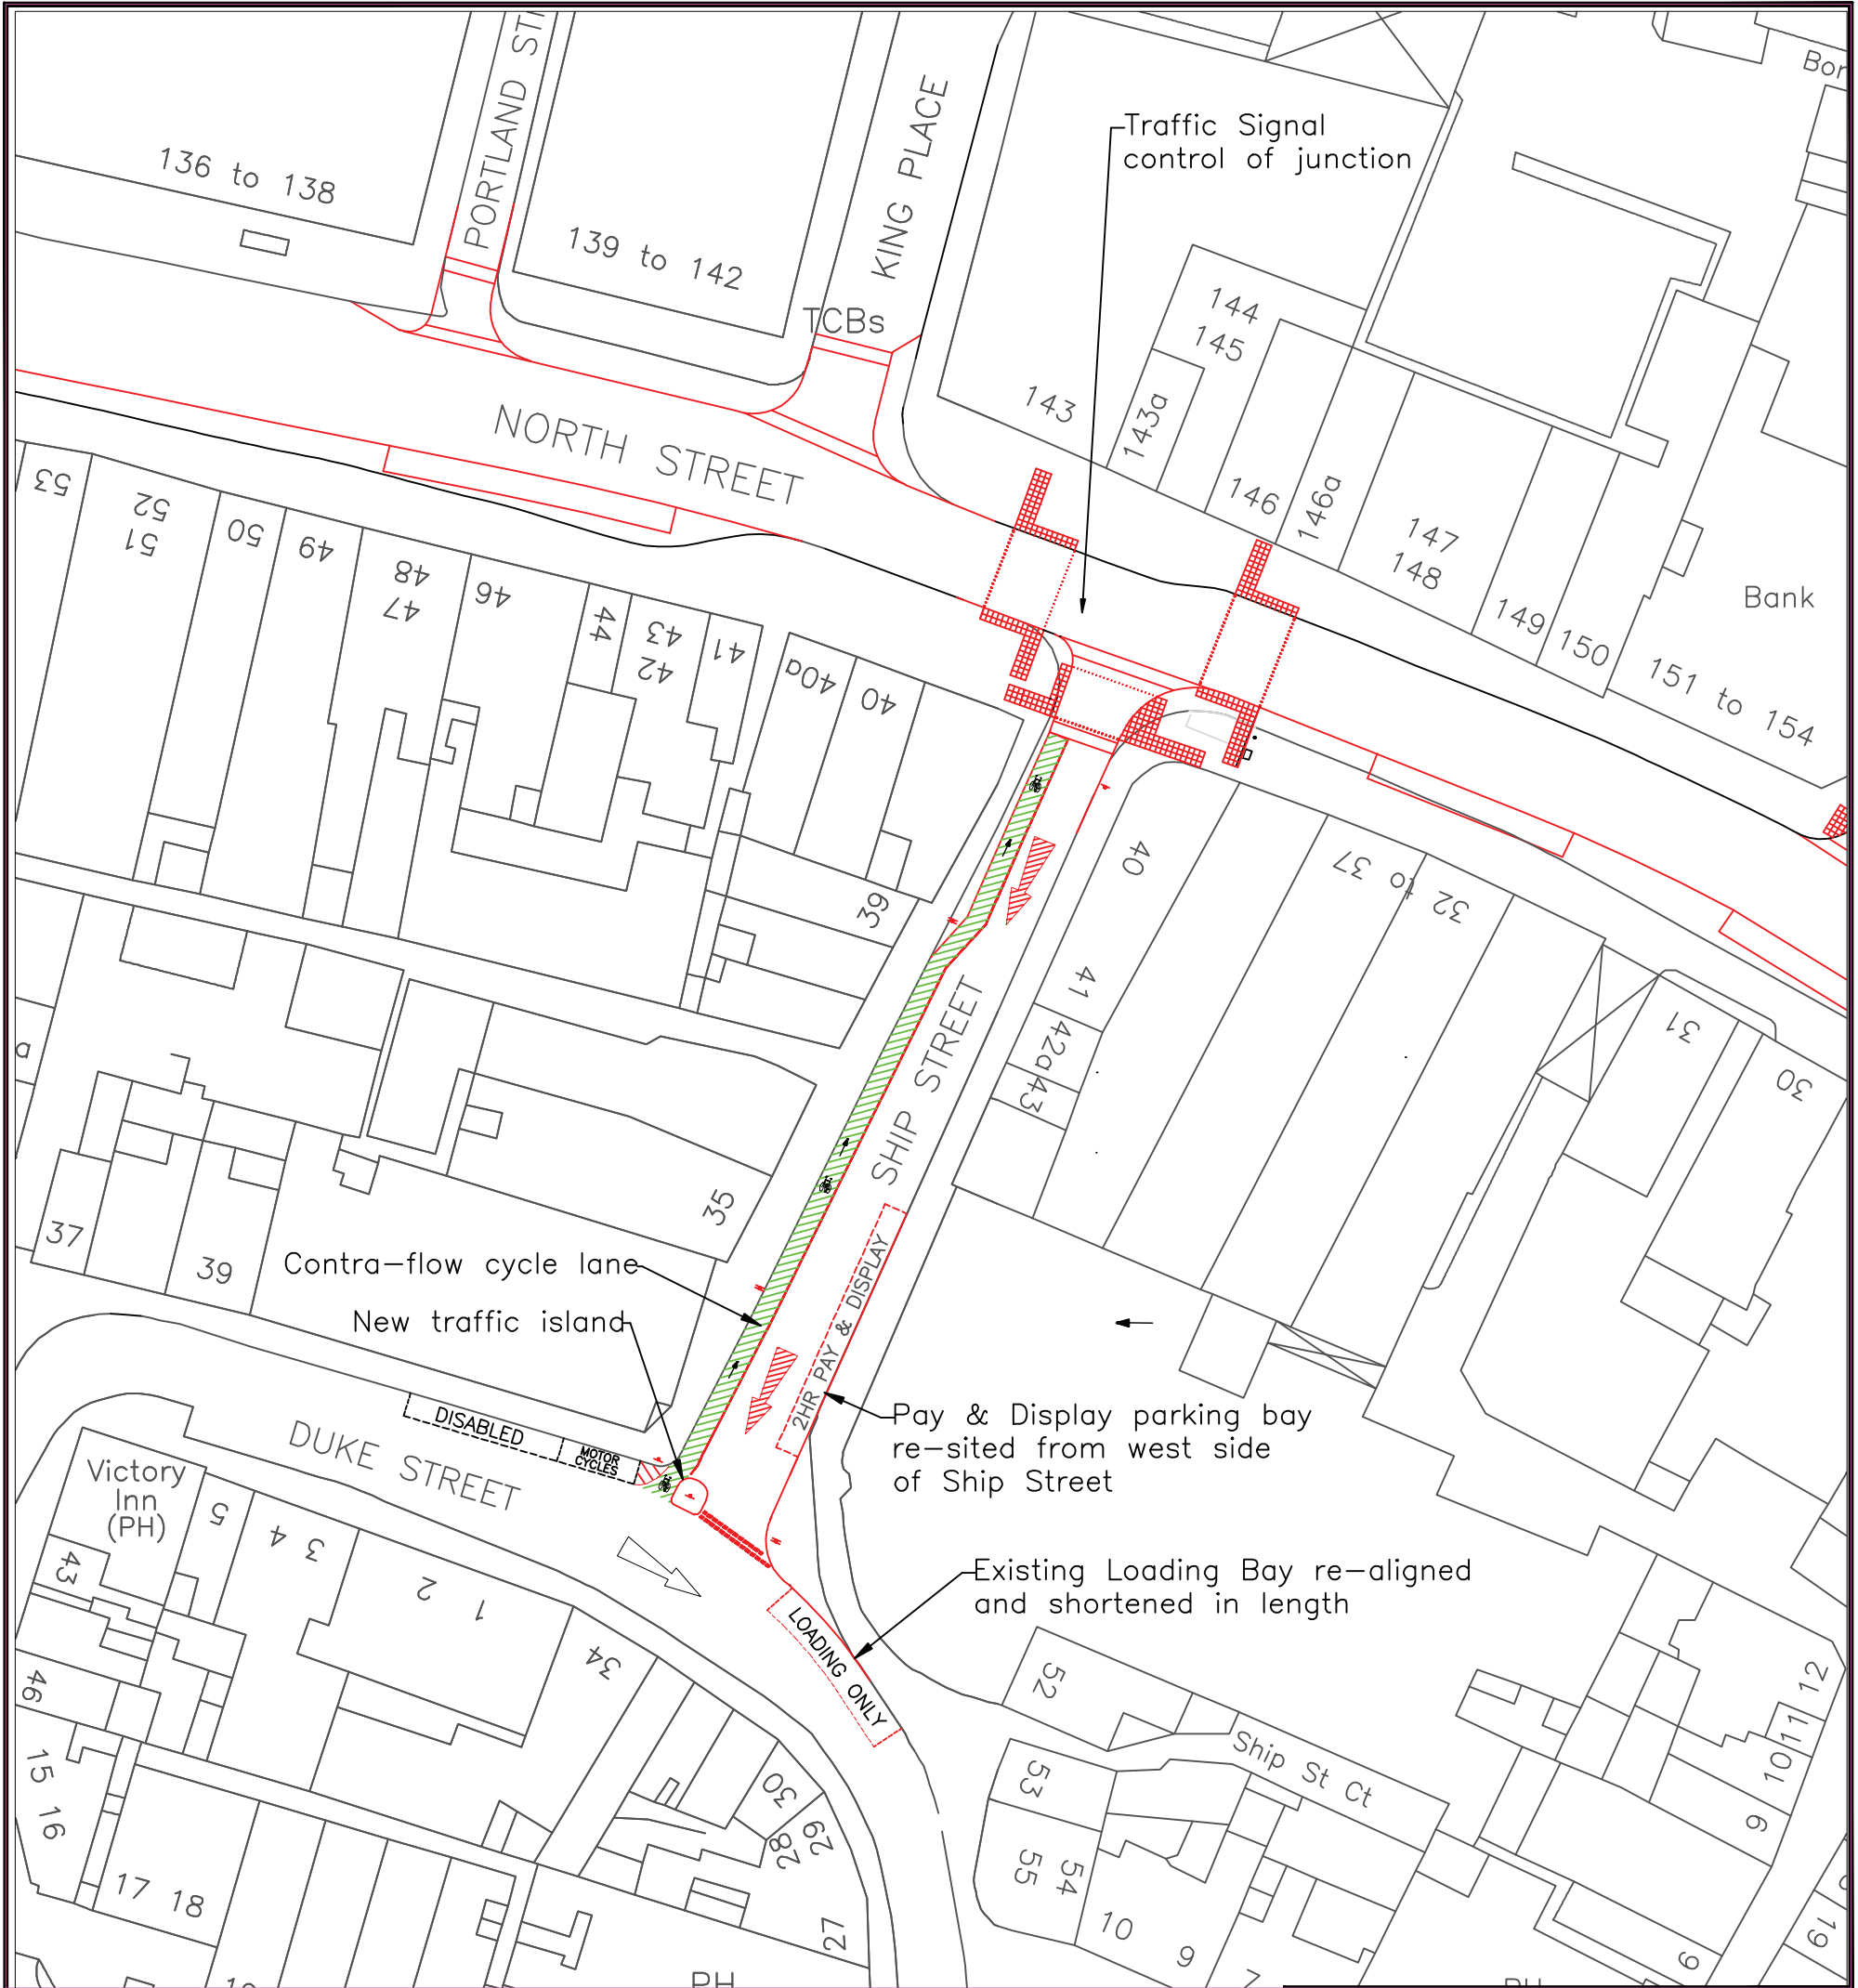 PORTLAND
KING PLACE
Traffic Signal
control of junction
136 to 138
139 to 142
TCBs
144
145
143
143a
146
146a
147
148
149
150
Bank
151 to 154
NORTH STREET
53
52
51
50
49
48
47
46
44
43
42
41
40a
40
39
40
32 to 37
31
30
41
42a
43
SHIP STREET
35
37
39
Contra-flow cycle lane
New traffic island
2HR PAY & DISPLAY
Pay & Display parking bay
re-sited from west side
of Ship Street
DISABLED
MOTOR
CYCLES
DUKE STREET
Victory
Inn
(PH)
5
4
3
2
1
43
46
34
Existing Loading Bay re-aligned
and shortened in length
LOADING ONLY
52
Ship St Ct
12
11
10
53
54
55
15
16
17
18
30
29
28
27
10
9
7
6
9
19
PH